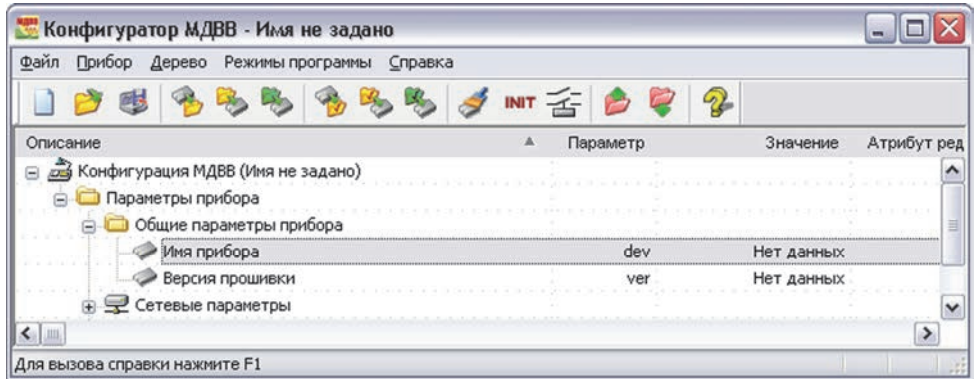 Конфигуратор МДВВ - Имя не задано
Файл Прибор Дерево Режимы программы Справка
INIT
Описание Параметр Значение Атрибут ред
Конфигурация МДВВ (Имя не задано)
Параметры прибора
Общие параметры прибора
Имя прибора dev Нет данных
Версия прошивки ver Нет данных
Сетевые параметры
Для вызова справки нажмите F1